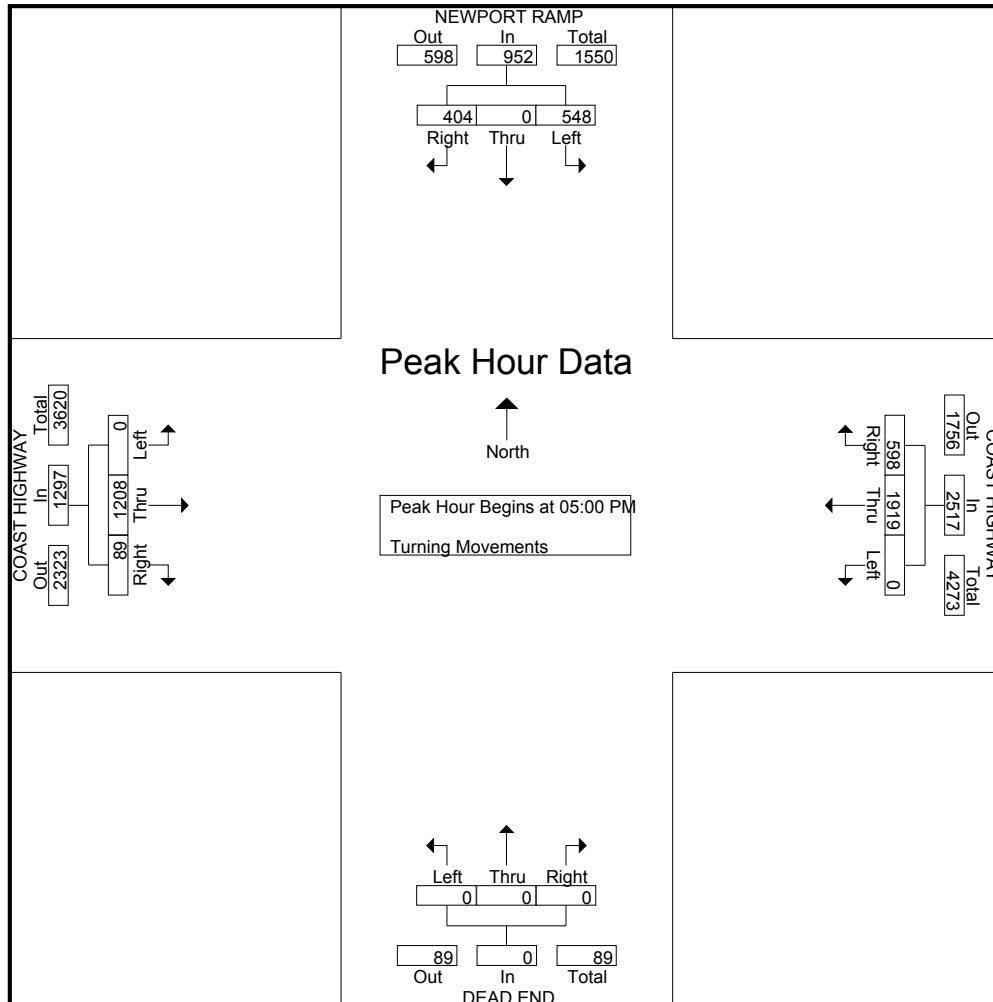 NEWPORT RAMP
Out In Total
598 952 1550
404 0 548
Right Thru Left
Peak Hour Data
North
Peak Hour Begins at 05:00 PM
Turning Movements
COAST HIGHWAY
Total In Out
3620 1297 2323
0 1208 89
Left Thru Right
COAST HIGHWAY
Out In Total
1756 2517 4273
598 1919 0
Right Thru Left
Left Thru Right
0 0 0
89 0 89
Out In Total
DEAD END